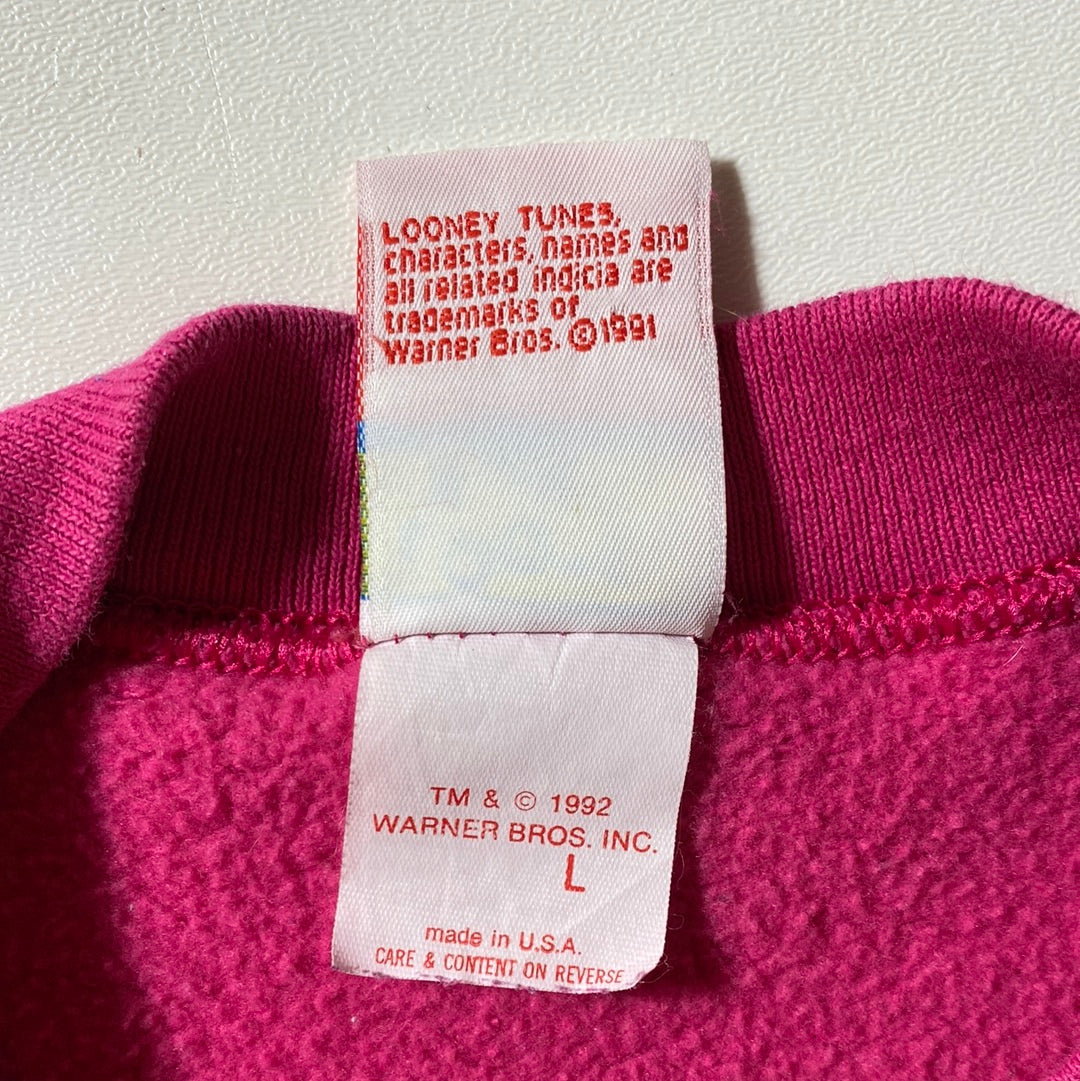 LOONEY TUNES,
characters, names and
all related indicia are
trademarks of
Warner Bros. ©1991
TM & © 1992
WARNER BROS. INC.
L
made in U.S.A.
CARE & CONTENT ON REVERSE